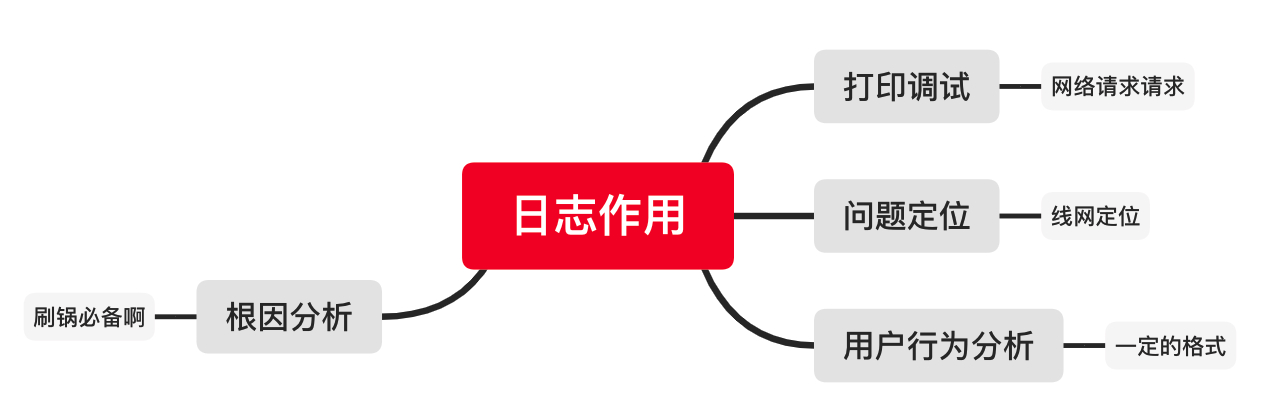 日志作用
打印调试
网络请求请求
问题定位
线网定位
用户行为分析
一定的格式
根因分析
刷锅必备啊